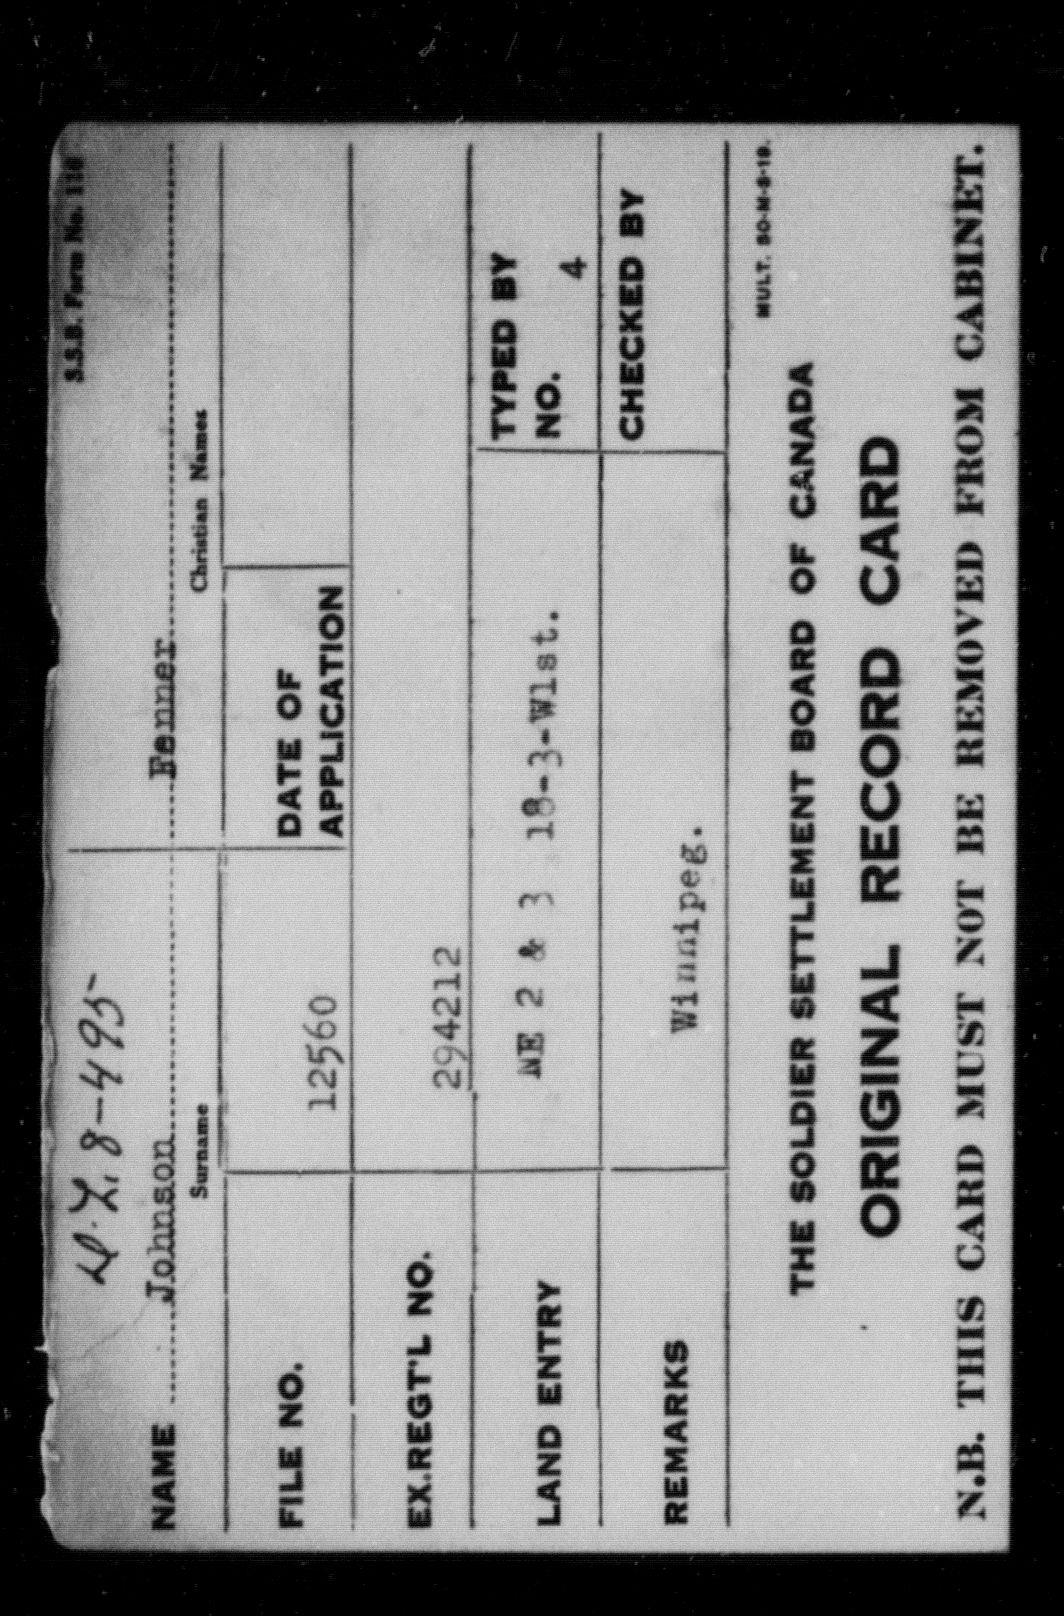 S.S.B. Form No. 110
D.L. 8-495
NAME Johnson Fenner
Surname Christian Names
FILE NO. 12560 DATE OF APPLICATION
EX.REGT'L NO. 294212
LAND ENTRY NE 2 & 3 18-3-W1st. TYPED BY NO. 4
REMARKS Winnipeg. CHECKED BY
MULT. 50-M-8-19.
THE SOLDIER SETTLEMENT BOARD OF CANADA
ORIGINAL RECORD CARD
N.B. THIS CARD MUST NOT BE REMOVED FROM CABINET.